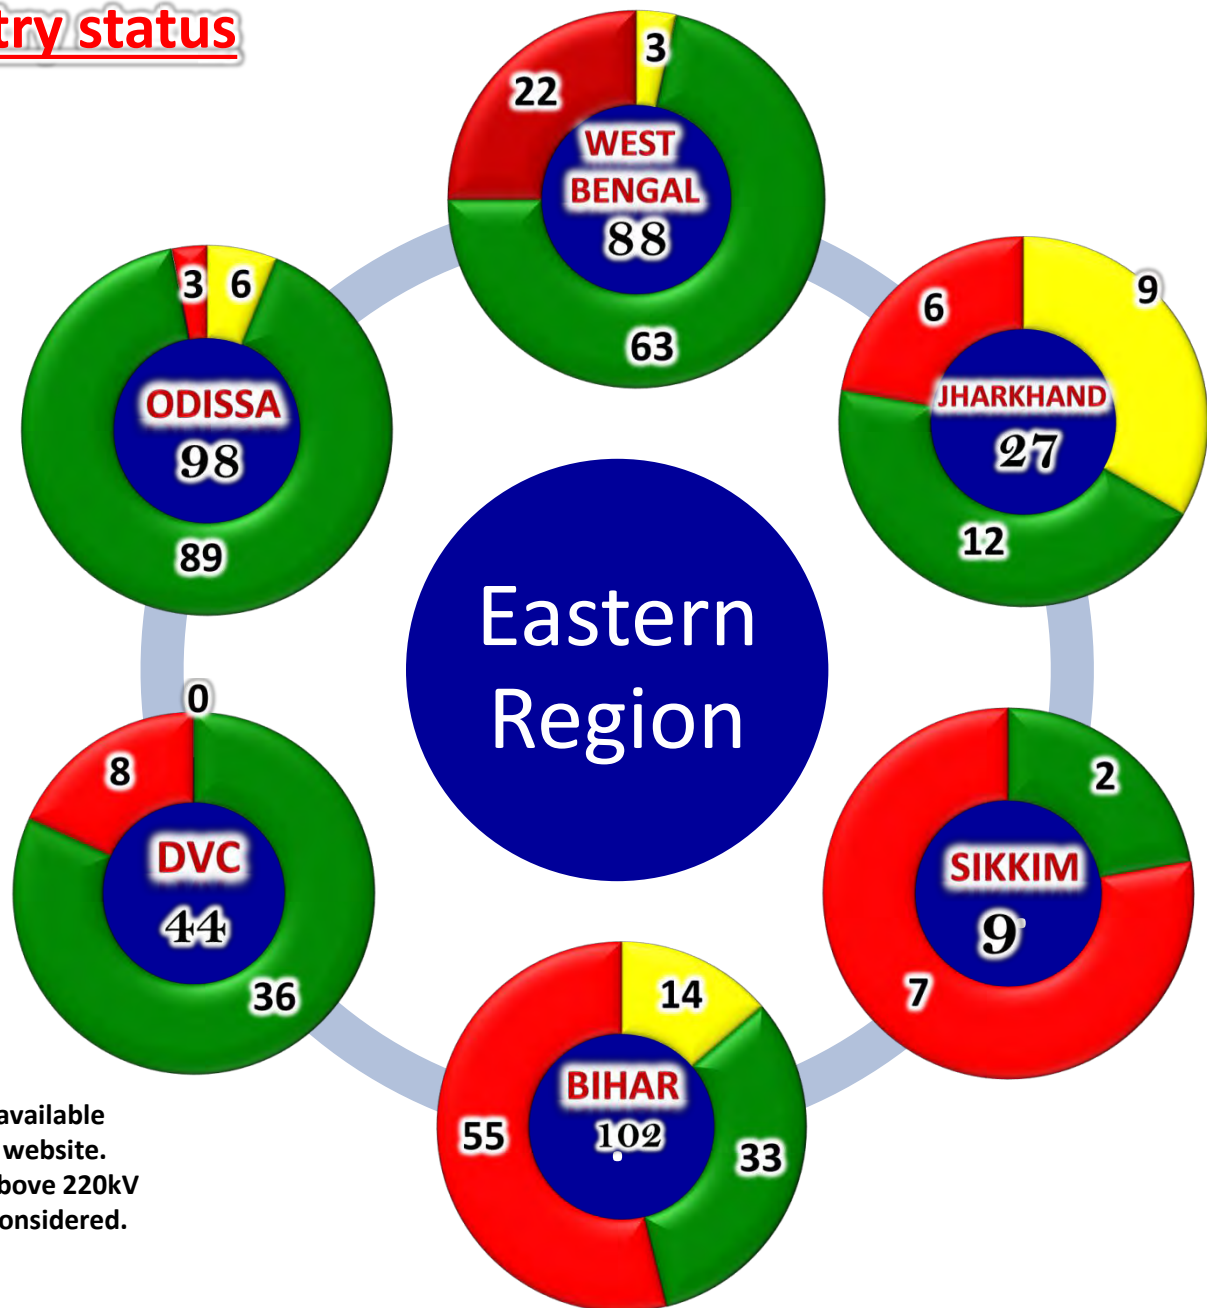 try status
3
22
WEST
BENGAL
88
63
9
6
JHARKHAND
27
12
3 6
ODISSA
98
89
Eastern
Region
0
8
DVC
44
36
2
SIKKIM
9
7
14
BIHAR
102
55
33
available
website.
bove 220kV
onsidered.